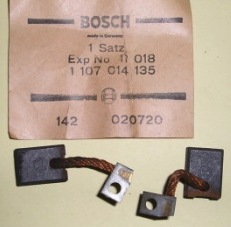 BOSCH
made in Germany
1 Satz
Exp No 11 018
1 107 014 135
142 020720